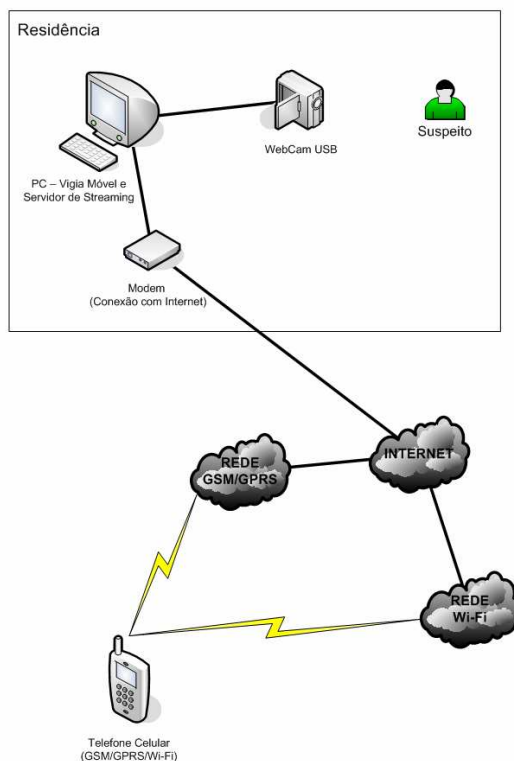 Residência
WebCam USB
Suspeito
PC – Vigia Móvel e
Servidor de Streaming
Modem
(Conexão com Internet)
INTERNET
REDE
GSM/GPRS
REDE
Wi-Fi
Telefone Celular
(GSM/GPRS/Wi-Fi)